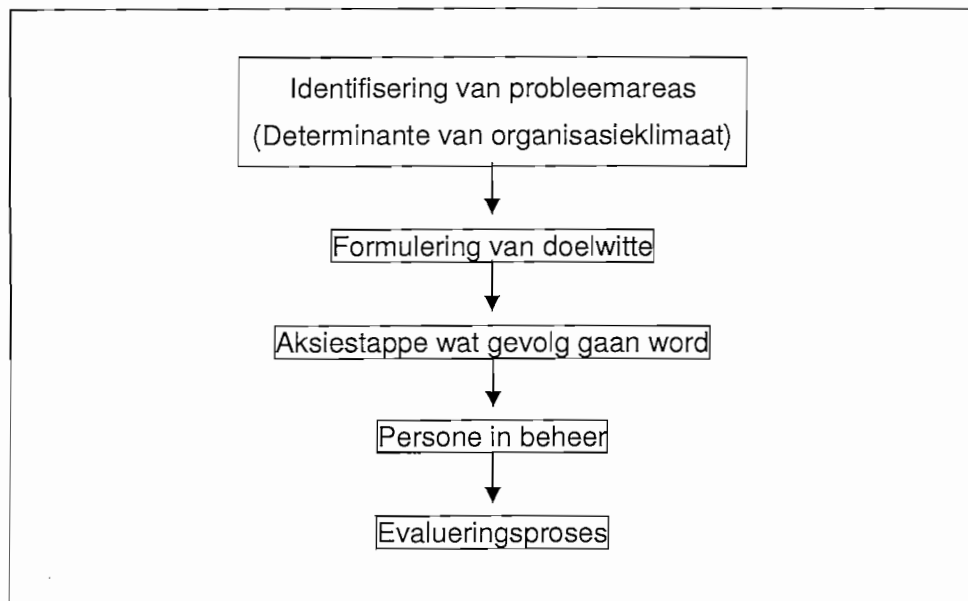 Identifisering van probleemareas
(Determinante van organisasieklimaat)
Formulering van doelwitte
Aksiestappe wat gevolg gaan word
Persone in beheer
Evalueringsproses